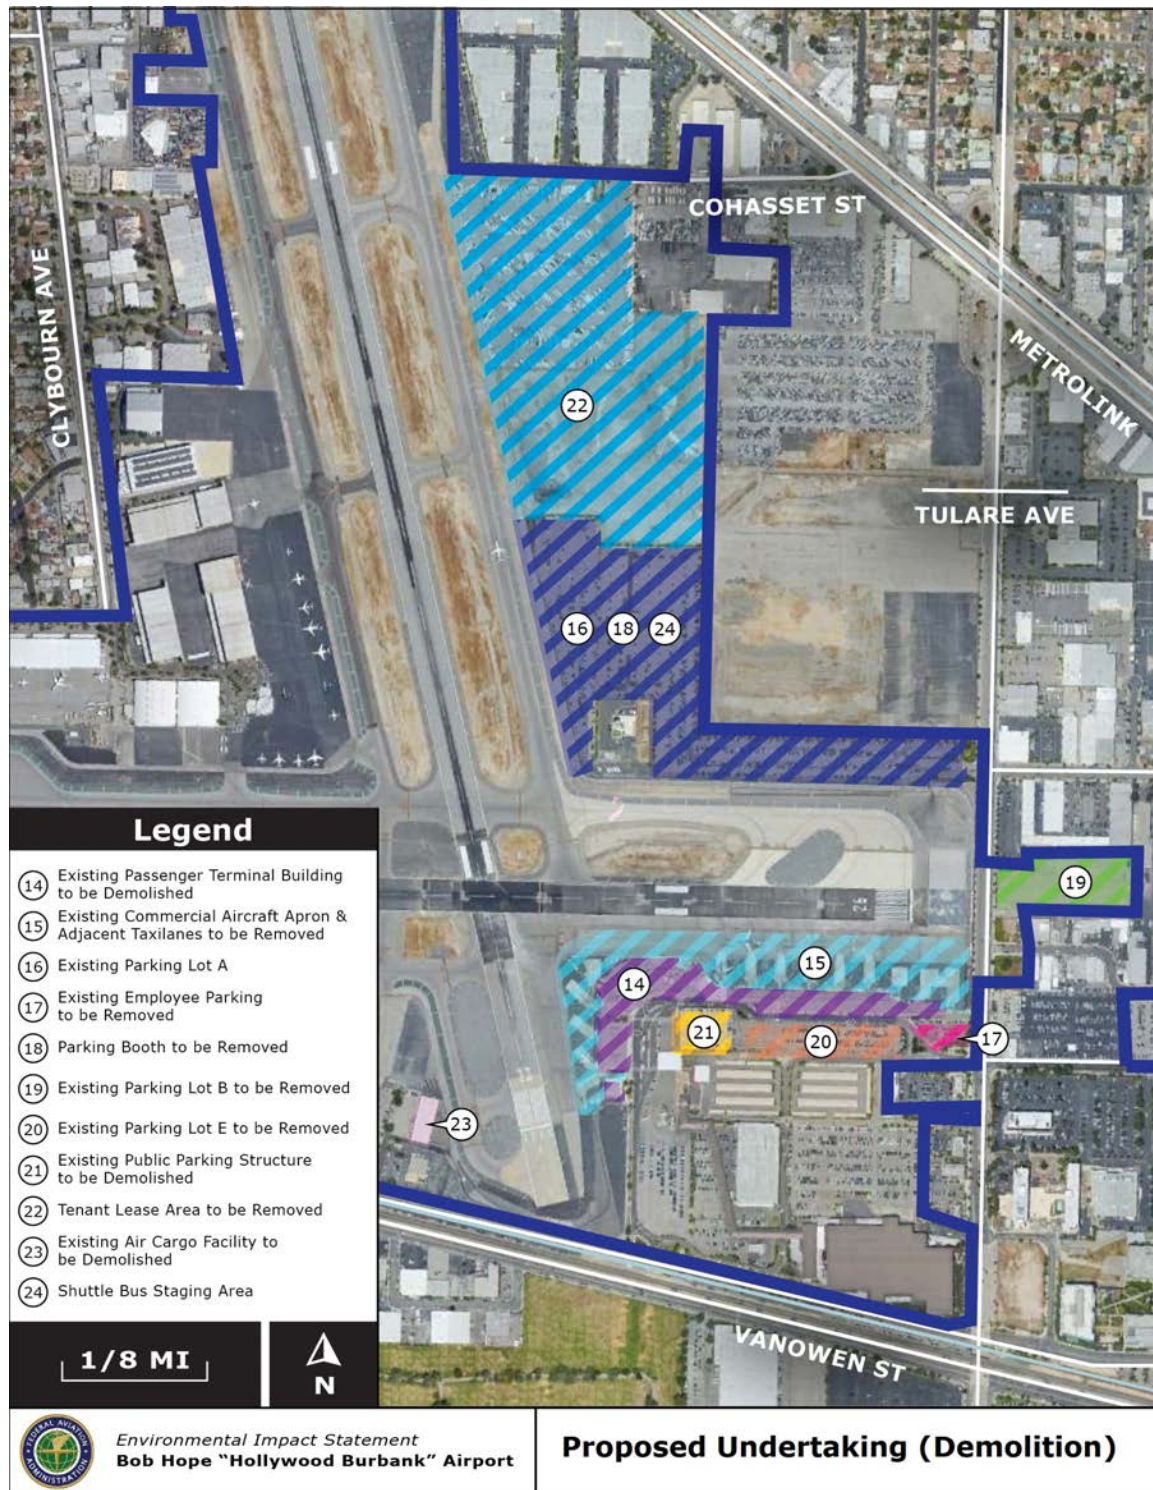 COHASSET ST
CLYBOURN AVE
METROLINK
22
TULARE AVE
16
18
24
19
26
15
14
21
20
17
23
VANOWEN ST
Legend
14 Existing Passenger Terminal Building
to be Demolished
15 Existing Commercial Aircraft Apron &
Adjacent Taxilanes to be Removed
16 Existing Parking Lot A
17 Existing Employee Parking
to be Removed
18 Parking Booth to be Removed
19 Existing Parking Lot B to be Removed
20 Existing Parking Lot E to be Removed
21 Existing Public Parking Structure
to be Demolished
22 Tenant Lease Area to be Removed
23 Existing Air Cargo Facility to
be Demolished
24 Shuttle Bus Staging Area
1/8 MI
N
FEDERAL AVIATION
ADMINISTRATION
Environmental Impact Statement
Bob Hope “Hollywood Burbank” Airport
Proposed Undertaking (Demolition)